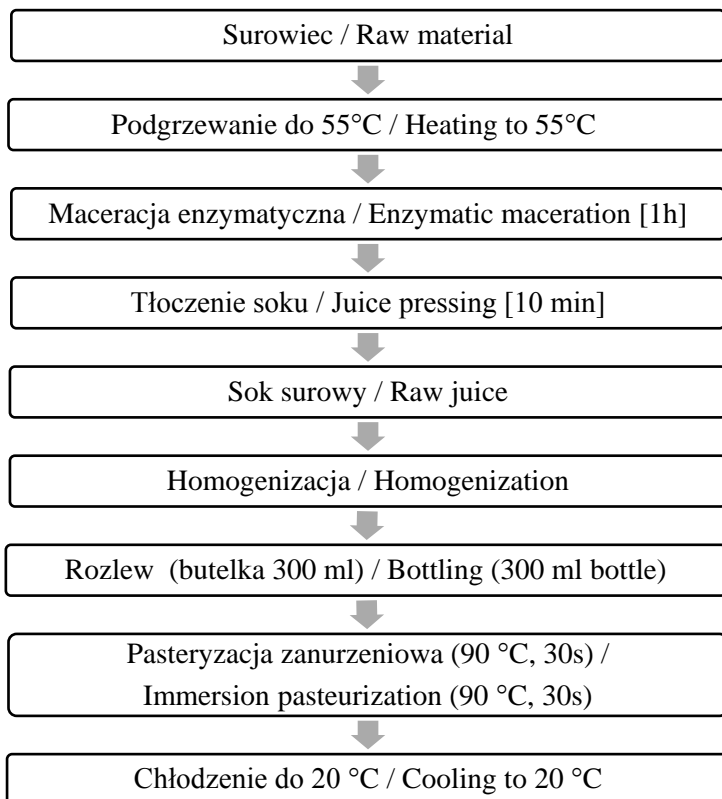 Surowiec / Raw material
Podgrzewanie do 55°C / Heating to 55°C
Maceracja enzymatyczna / Enzymatic maceration [1h]
Tłoczenie soku / Juice pressing [10 min]
Sok surowy / Raw juice
Homogenizacja / Homogenization
Rozlew (butelka 300 ml) / Bottling (300 ml bottle)
Pasteryzacja zanurzeniowa (90 °C, 30s) /
Immersion pasteurization (90 °C, 30s)
Chłodzenie do 20 °C / Cooling to 20 °C